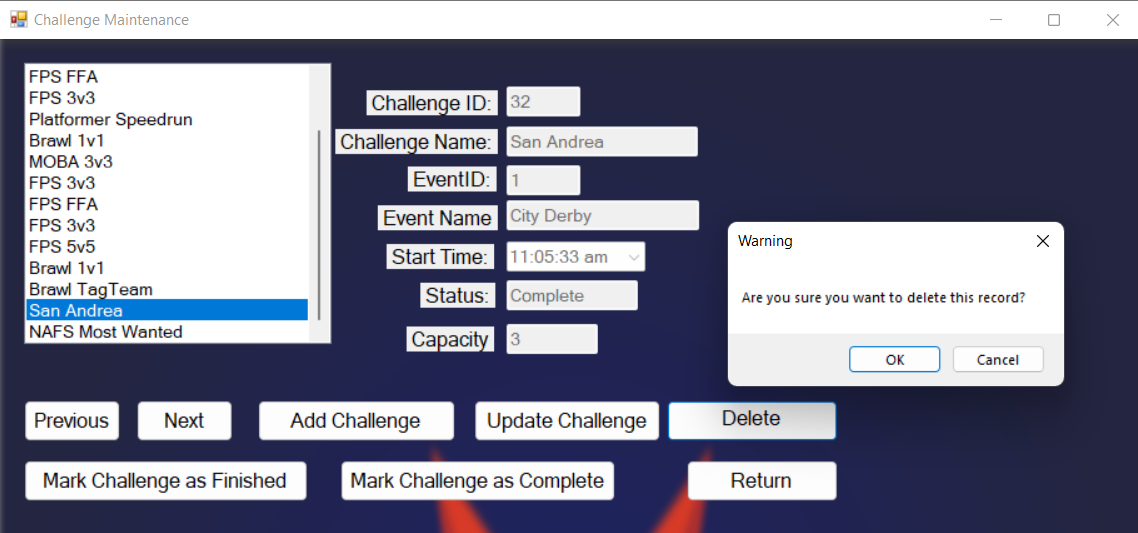 Challenge Maintenance
FPS FFA
FPS 3v3
Platformer Speedrun
Brawl 1v1
MOBA 3v3
FPS 3v3
FPS FFA
FPS 3v3
FPS 5v5
Brawl 1v1
Brawl TagTeam
San Andrea
NAFS Most Wanted
Challenge ID: 32
Challenge Name: San Andrea
EventID: 1
Event Name City Derby
Start Time: 11:05:33 am
Status: Complete
Capacity 3
Warning
Are you sure you want to delete this record?
OK Cancel
Previous Next Add Challenge Update Challenge Delete
Mark Challenge as Finished Mark Challenge as Complete Return